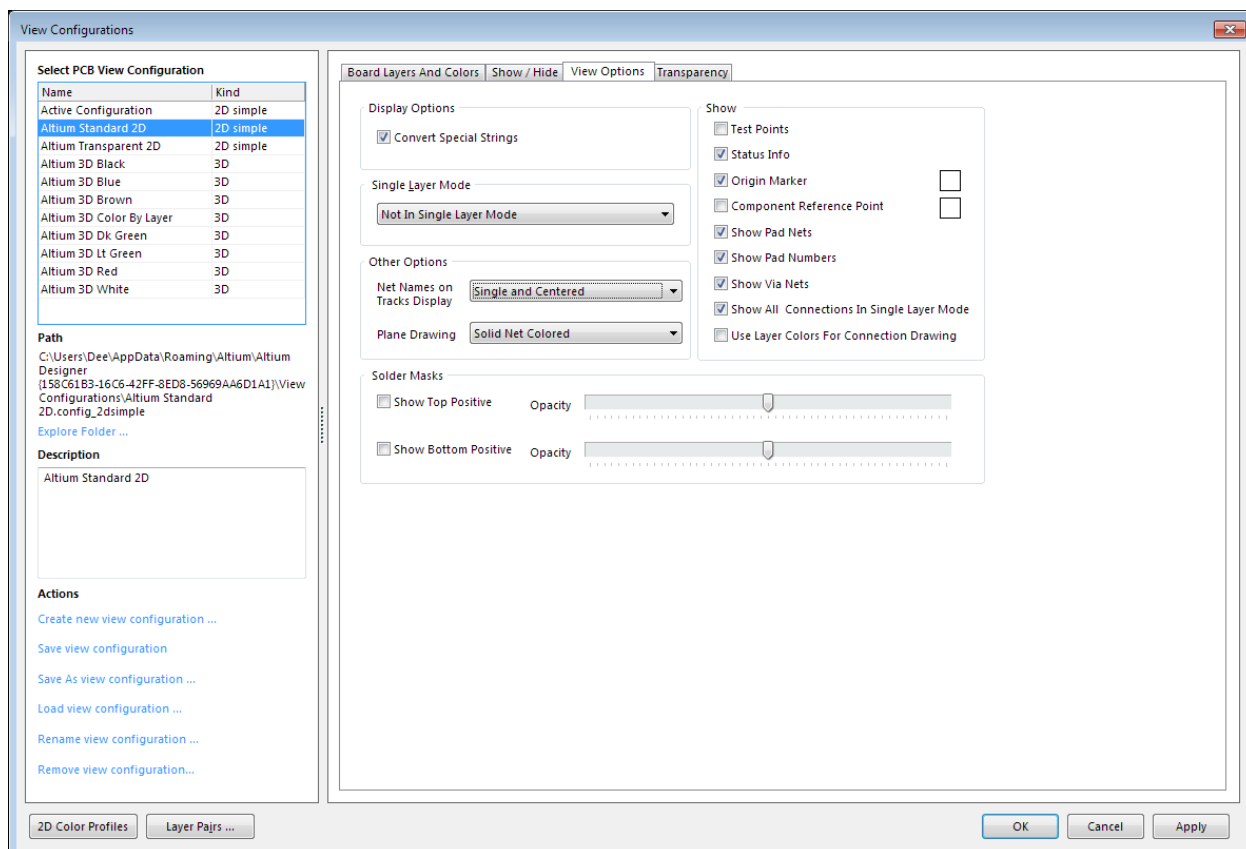 View Configurations
Select PCB View Configuration
Name Kind
Active Configuration 2D simple
Altium Standard 2D 2D simple
Altium Transparent 2D 2D simple
Altium 3D Black 3D
Altium 3D Blue 3D
Altium 3D Brown 3D
Altium 3D Color By Layer 3D
Altium 3D Dk Green 3D
Altium 3D Lt Green 3D
Altium 3D Red 3D
Altium 3D White 3D
Path
C:\Users\Dee\AppData\Roaming\Altium\Altium
Designer
{158C61B3-16C6-42FF-8ED8-56969AA6D1A1}\View
Configurations\Altium Standard
2D.config_2dsimple
Explore Folder ...
Description
Altium Standard 2D
Actions
Create new view configuration ...
Save view configuration
Save As view configuration ...
Load view configuration ...
Rename view configuration ...
Remove view configuration...
Board Layers And Colors Show / Hide View Options Transparency
Display Options
Convert Special Strings
Single Layer Mode
Not In Single Layer Mode
Other Options
Net Names on
Tracks Display
Single and Centered
Plane Drawing Solid Net Colored
Show
Test Points
Status Info
Origin Marker
Component Reference Point
Show Pad Nets
Show Pad Numbers
Show Via Nets
Show All Connections In Single Layer Mode
Use Layer Colors For Connection Drawing
Solder Masks
Show Top Positive Opacity
Show Bottom Positive Opacity
2D Color Profiles Layer Pairs ... OK Cancel Apply